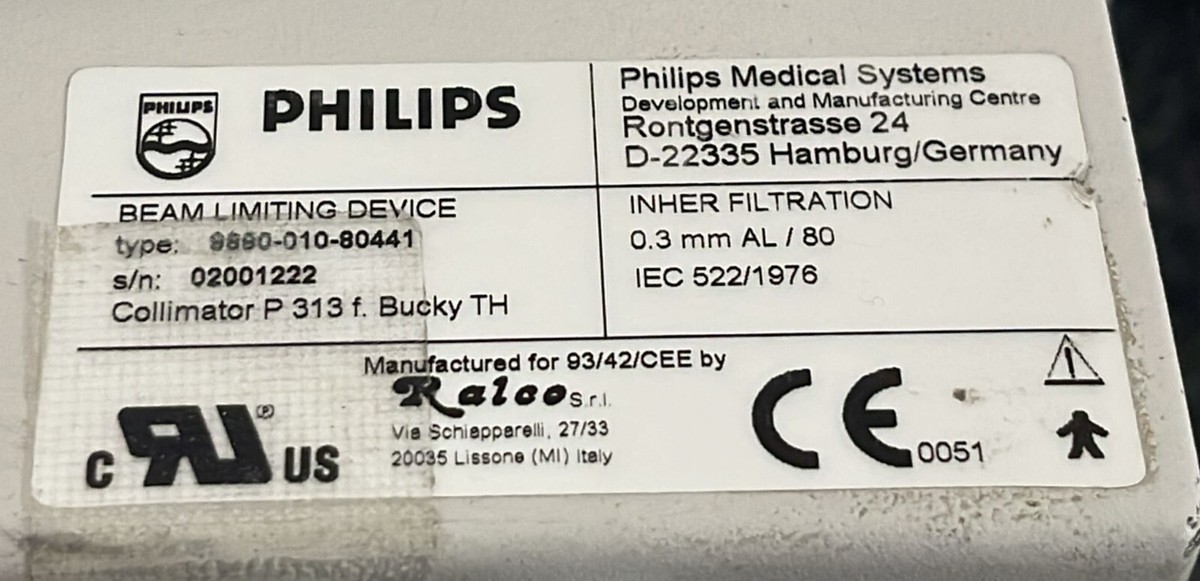 PHILIPS
PHILIPS
Philips Medical Systems
Development and Manufacturing Centre
Rontgenstrasse 24
D-22335 Hamburg/Germany
BEAM LIMITING DEVICE
type: 9890-010-80441
s/n: 02001222
Collimator P 313 f. Bucky TH
INHER FILTRATION
0.3 mm AL / 80
IEC 522/1976
Manufactured for 93/42/CEE by
Ralco S.r.l.
Via Schiapparelli, 27/33
20035 Lissone (MI) Italy
C RU ® US
CE 0051